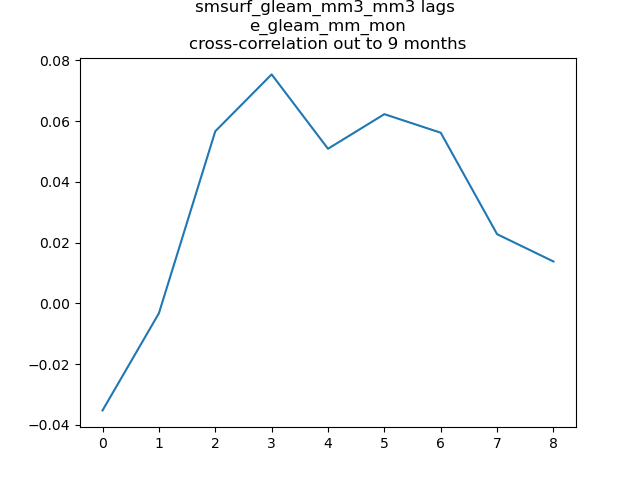 smsurf_gleam_mm3_mm3 lags
e_gleam_mm_mon
cross-correlation out to 9 months
0.08
0.06
0.04
0.02
0.00
−0.02
−0.04
0 1 2 3 4 5 6 7 8